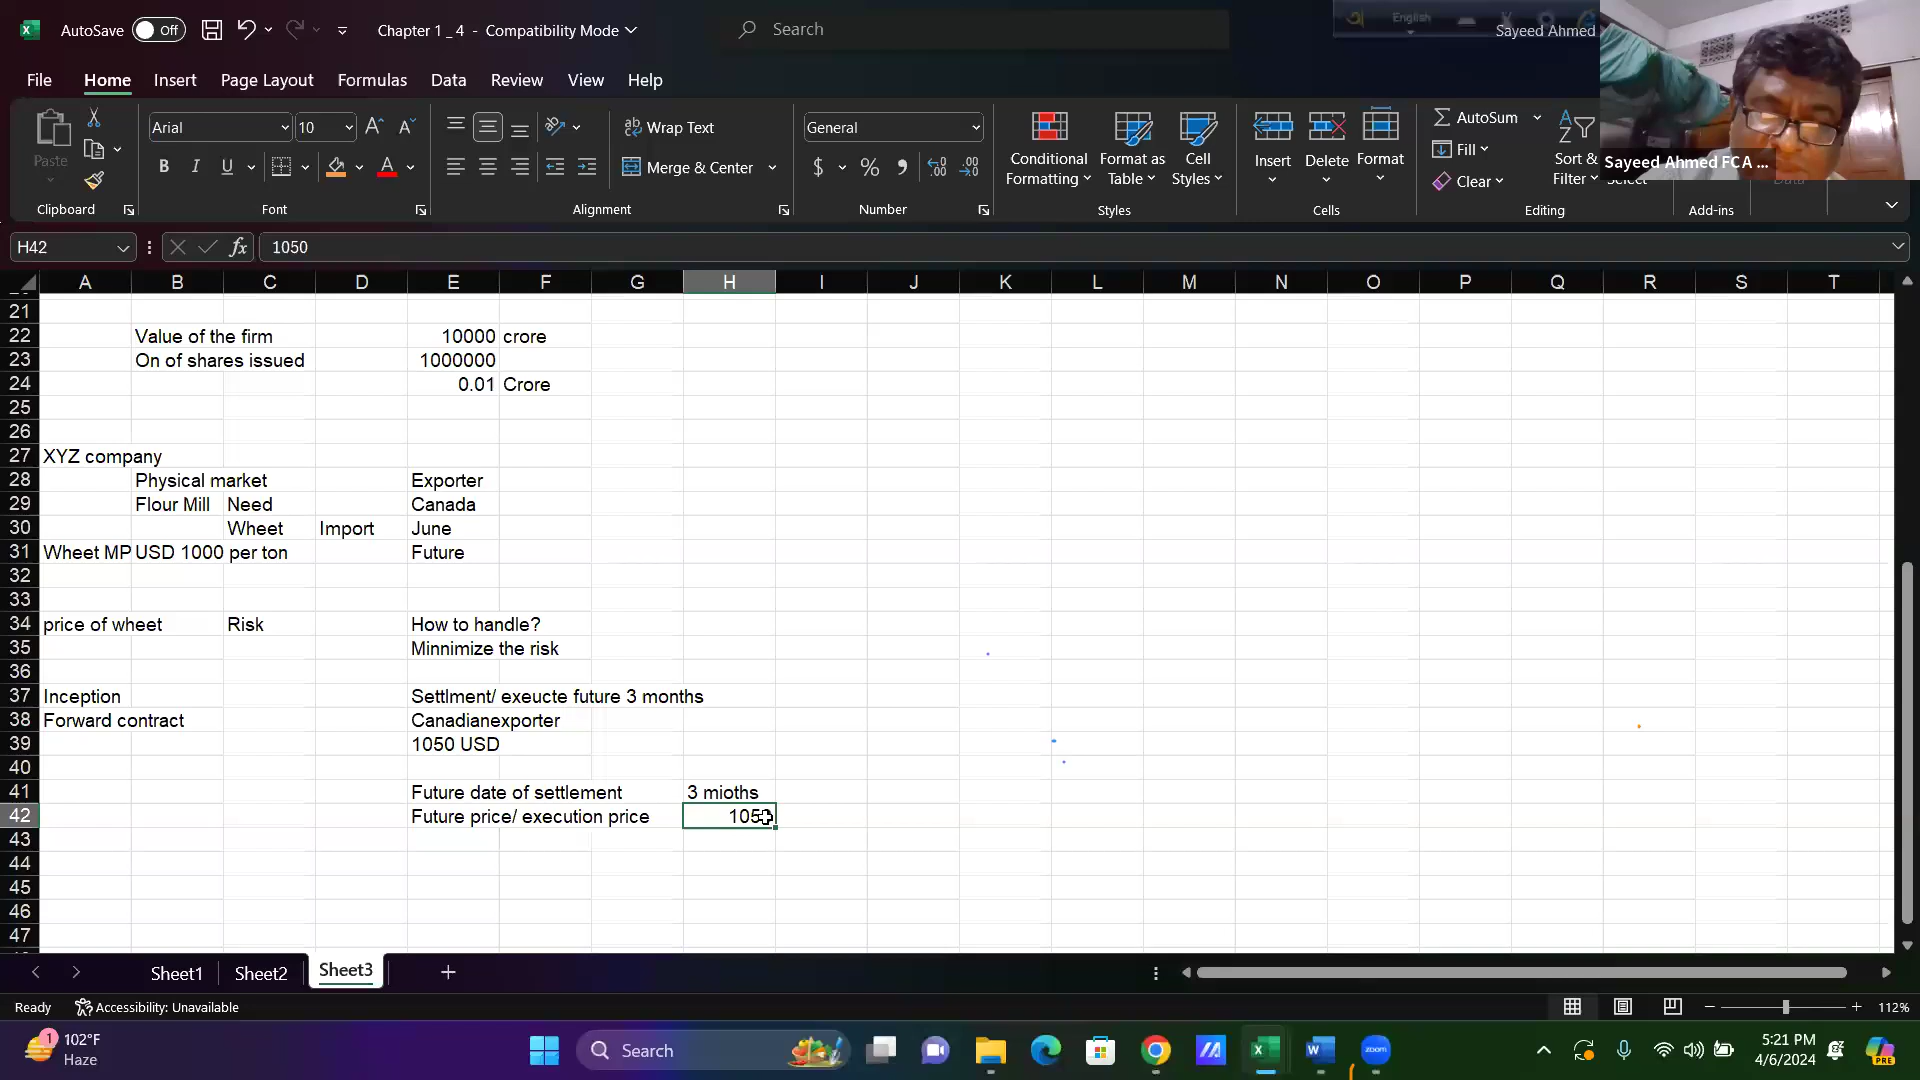 AutoSave Off Chapter 1 _ 4 - Compatibility Mode Search English Sayeed Ahmed
File Home Insert Page Layout Formulas Data Review View Help
Paste Arial 10 Wrap Text General Conditional Formatting Format as Table Cell Styles Insert Delete Format AutoSum Sort &
B I U Merge & Center $ % Fill Filter Select
Clear
Sayeed Ahmed FCA ...
Clipboard Font Alignment Number Styles Cells Editing Add-ins
H42 fx 1050
A B C D E F G H I J K L M N O P Q R S T
21
22 Value of the firm 10000 crore
23 On of shares issued 1000000
24 0.01 Crore
25
26
27 XYZ company
28 Physical market Exporter
29 Flour Mill Need Canada
30 Wheet Import June
31 Wheet MP USD 1000 per ton Future
32
33
34 price of wheet Risk How to handle?
35 Minnimize the risk
36
37 Inception Settlment/ exeucte future 3 months
38 Forward contract Canadianexporter
39 1050 USD
40
41 Future date of settlement 3 mioths
42 Future price/ execution price 1050
43
44
45
46
47
Sheet1 Sheet2 Sheet3
Ready Accessibility: Unavailable 112%
102°F Haze Search zoom 5:21 PM 4/6/2024